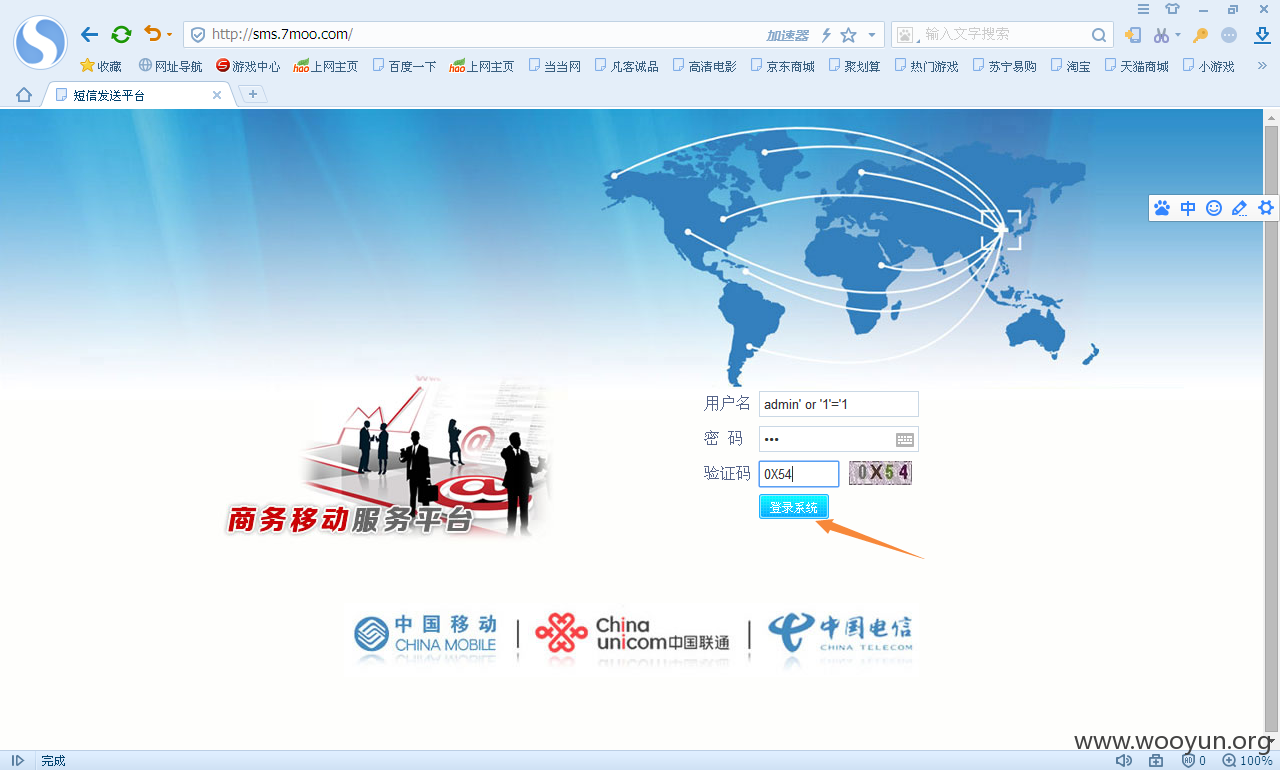 http://sms.7moo.com/
加速器
输入文字搜索
收藏 网址导航 游戏中心 上网主页 百度一下 上网主页 当当网 凡客诚品 高清电影 京东商城 聚划算 热门游戏 苏宁易购 淘宝 天猫商城 小游戏
短信发送平台
中
用户名 admin' or '1'='1
密 码 •••
验证码 0X54 0X54
登录系统
商务移动服务平台
中国移动 CHINA MOBILE
China unicom中国联通
中国电信 CHINA TELECOM
www.wooyun.org
完成
0
100%